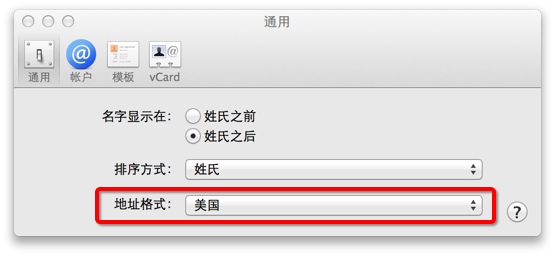 通用
通用 帐户 模板 vCard
名字显示在： 姓氏之前
姓氏之后
排序方式： 姓氏
地址格式： 美国
?